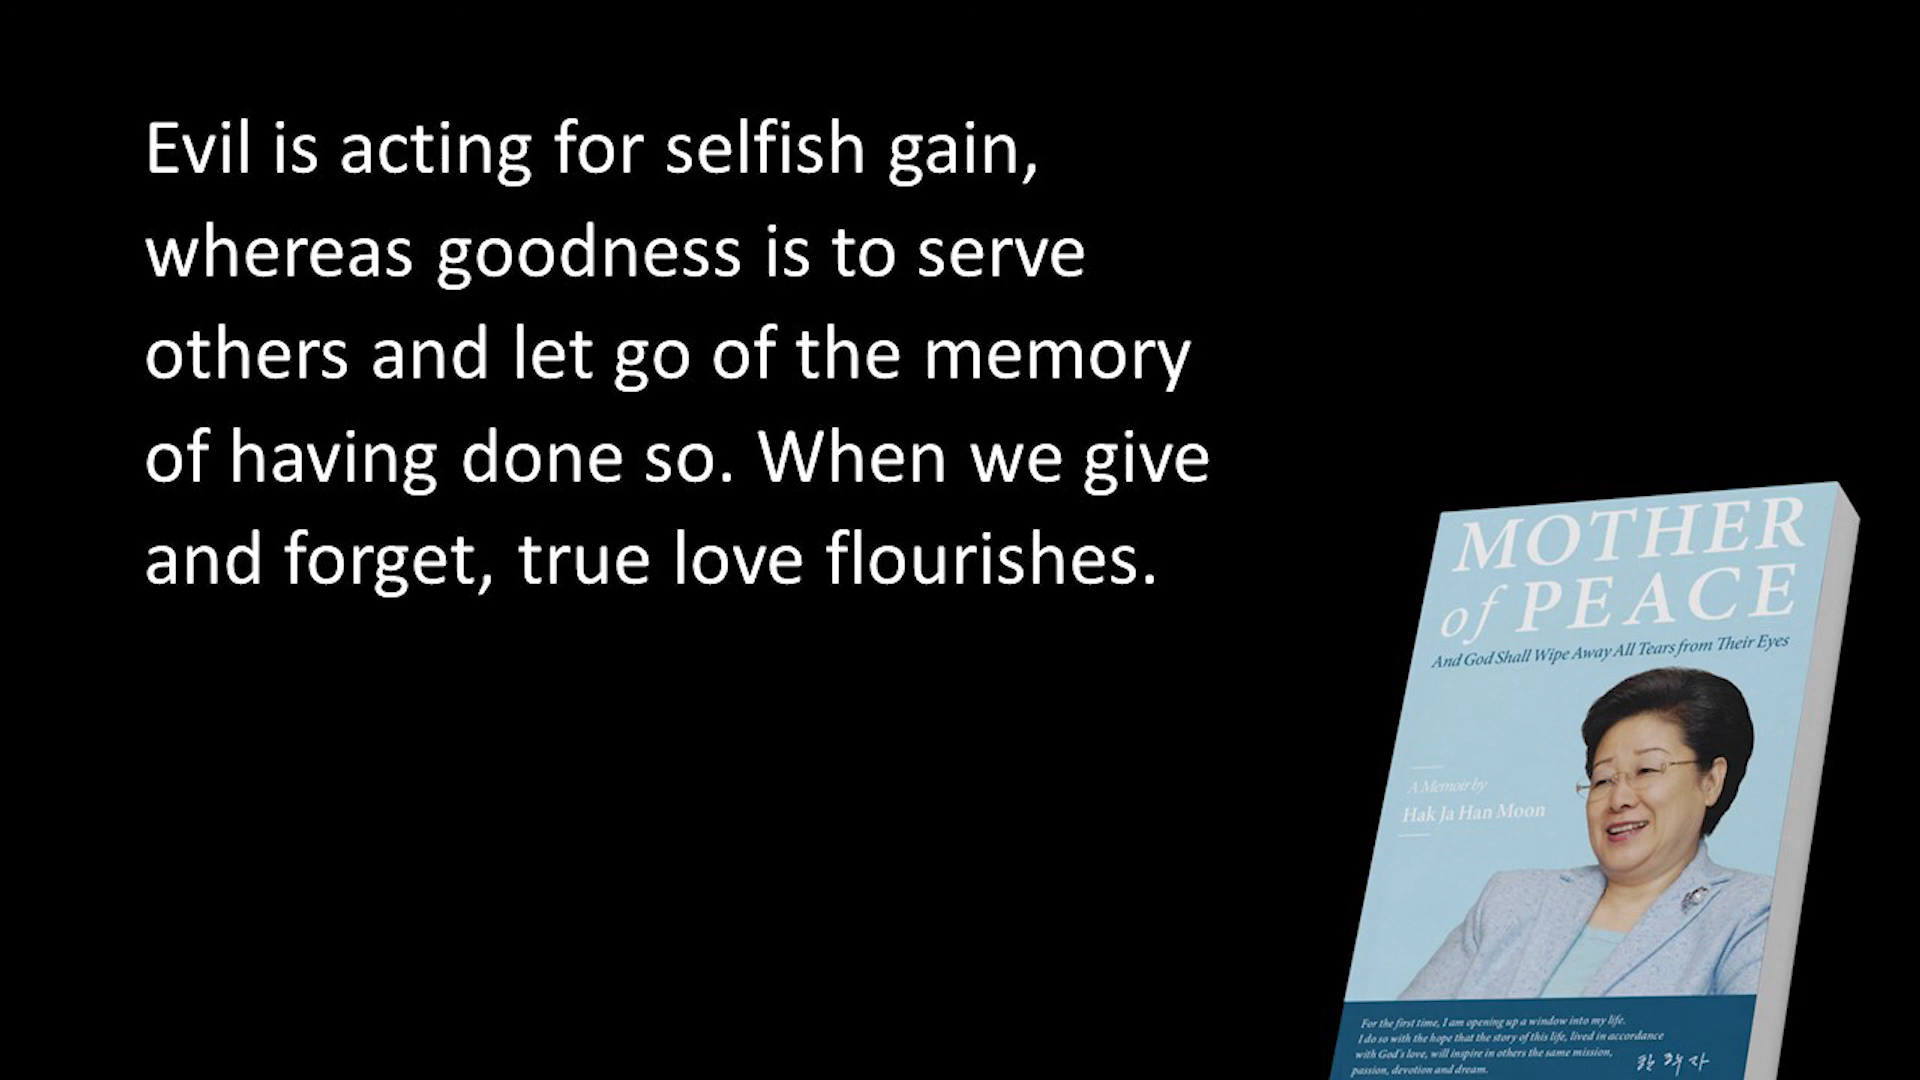 Evil is acting for selfish gain,
whereas goodness is to serve
others and let go of the memory
of having done so. When we give
and forget, true love flourishes.
MOTHER
of PEACE
And God Shall Wipe Away All Tears from Their Eyes
A Memoir by
Hak Ja Han Moon
For the first time, I am opening up a window into my life.
I do so with the hope that the story of this life, lived in accordance
with God's love, will inspire in others the same mission,
passion, devotion and dream.
한 학 자